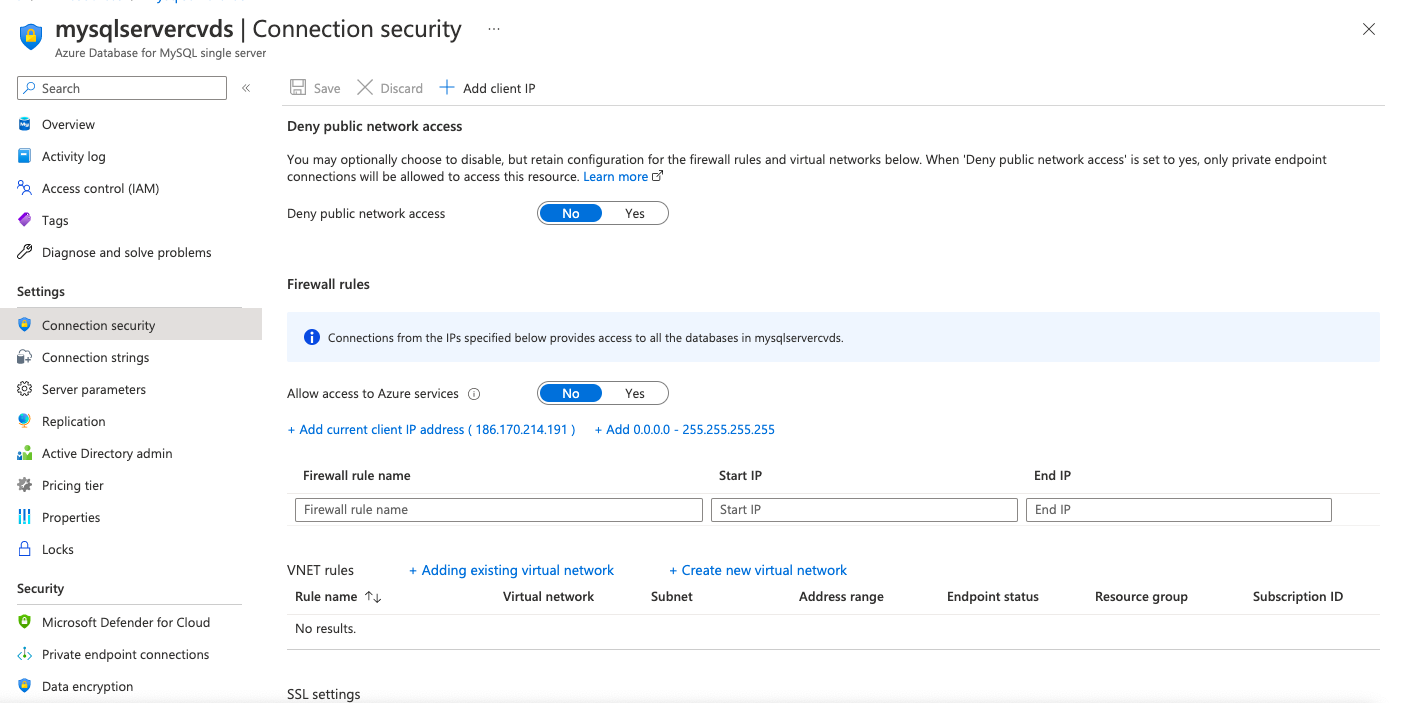 mysqlservercvds | Connection security ...
Azure Database for MySQL single server
Search «
Overview
Activity log
Access control (IAM)
Tags
Diagnose and solve problems
Settings
Connection security
Connection strings
Server parameters
Replication
Active Directory admin
Pricing tier
Properties
Locks
Security
Microsoft Defender for Cloud
Private endpoint connections
Data encryption
Save Discard + Add client IP
Deny public network access
You may optionally choose to disable, but retain configuration for the firewall rules and virtual networks below. When 'Deny public network access' is set to yes, only private endpoint
connections will be allowed to access this resource. Learn more
Deny public network access No Yes
Firewall rules
Connections from the IPs specified below provides access to all the databases in mysqlservercvds.
Allow access to Azure services No Yes
+ Add current client IP address ( 186.170.214.191 ) + Add 0.0.0.0 - 255.255.255.255
Firewall rule name Start IP End IP
Firewall rule name Start IP End IP
VNET rules + Adding existing virtual network + Create new virtual network
Rule name ↑↓ Virtual network Subnet Address range Endpoint status Resource group Subscription ID
No results.
SSL settings